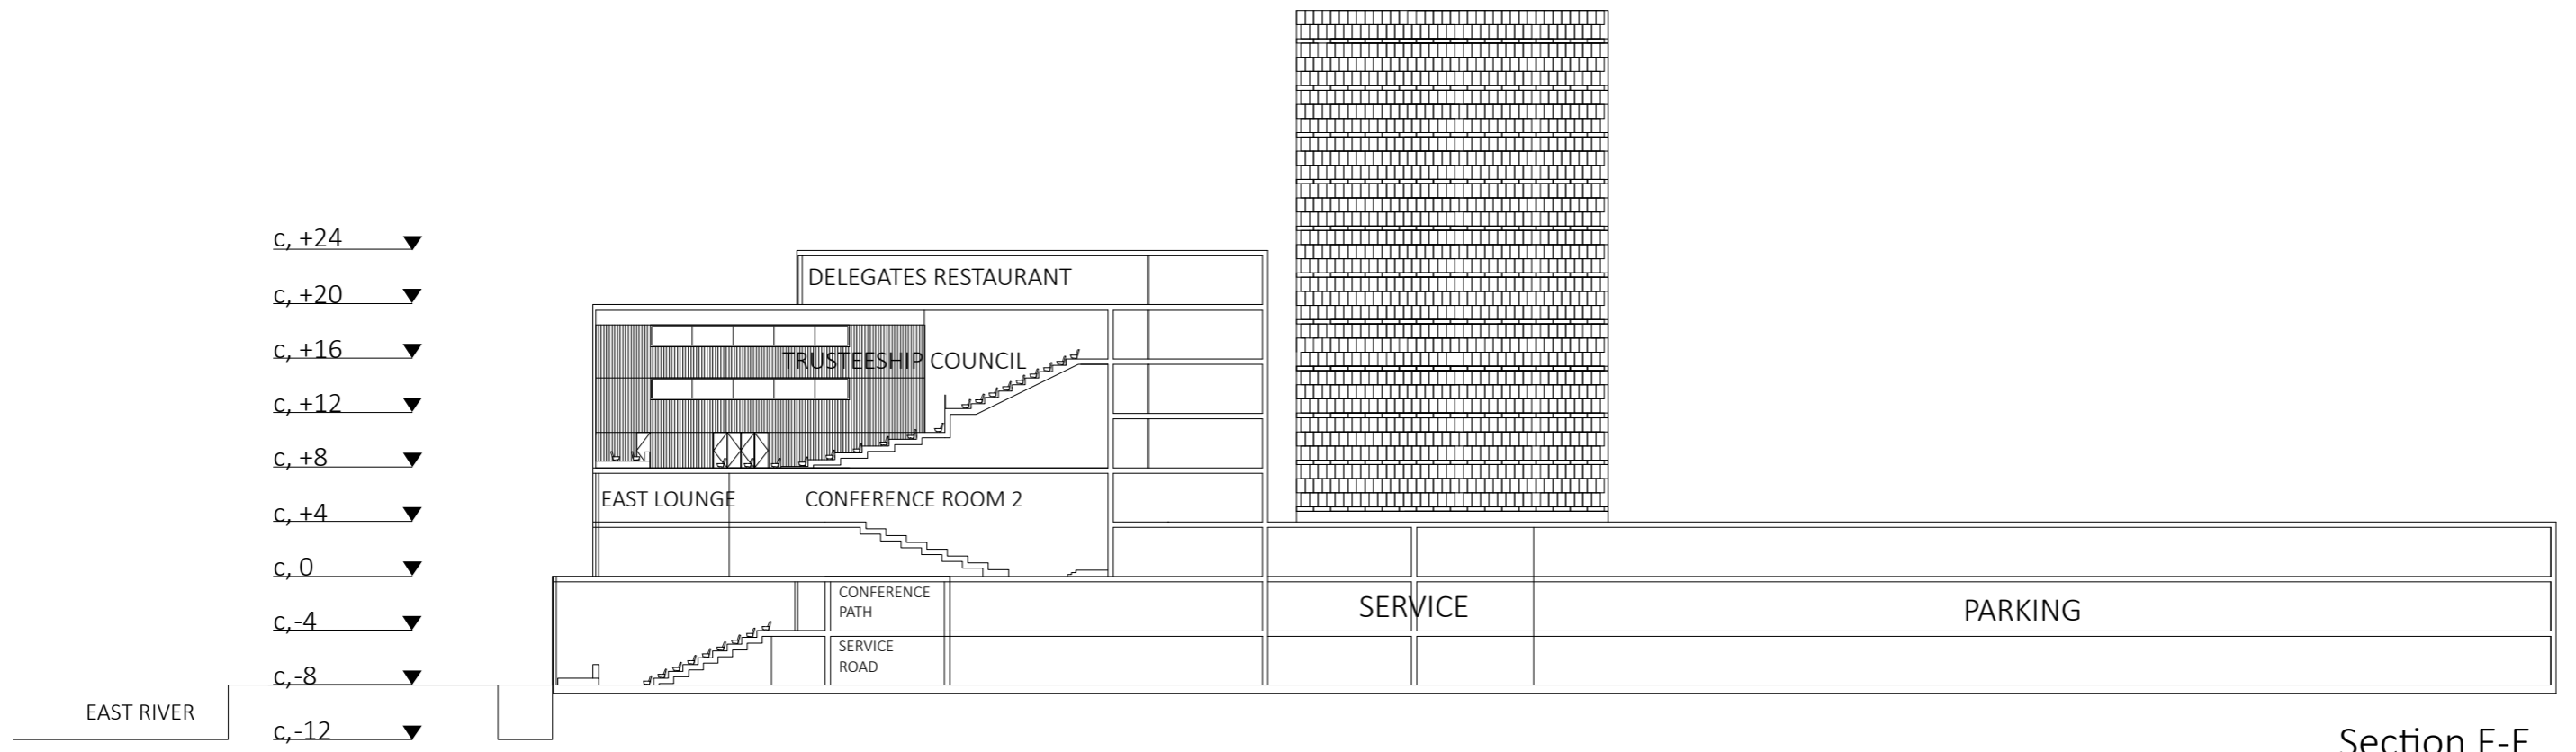 c, +24
DELEGATES RESTAURANT
c, +20
c, +16
TRUSTEESHIP COUNCIL
c, +12
c, +8
EAST LOUNGE
CONFERENCE ROOM 2
c, +4
c, 0
CONFERENCE
PATH
SERVICE
PARKING
c,-4
SERVICE
ROAD
c,-8
EAST RIVER
c,-12
Section